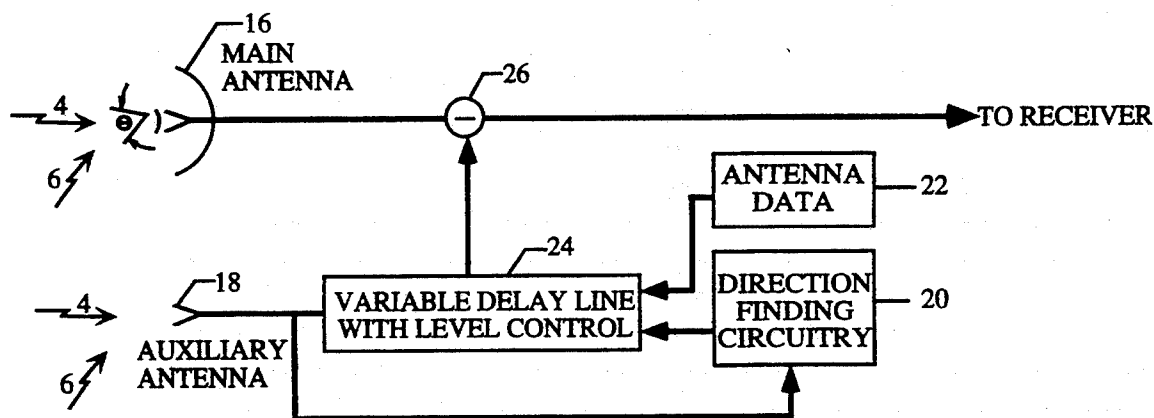 16
MAIN
ANTENNA
26
4
θ
6
TO RECEIVER
ANTENNA
DATA
22
24
18
4
VARIABLE DELAY LINE
WITH LEVEL CONTROL
DIRECTION
FINDING
CIRCUITRY
20
AUXILIARY
ANTENNA
6